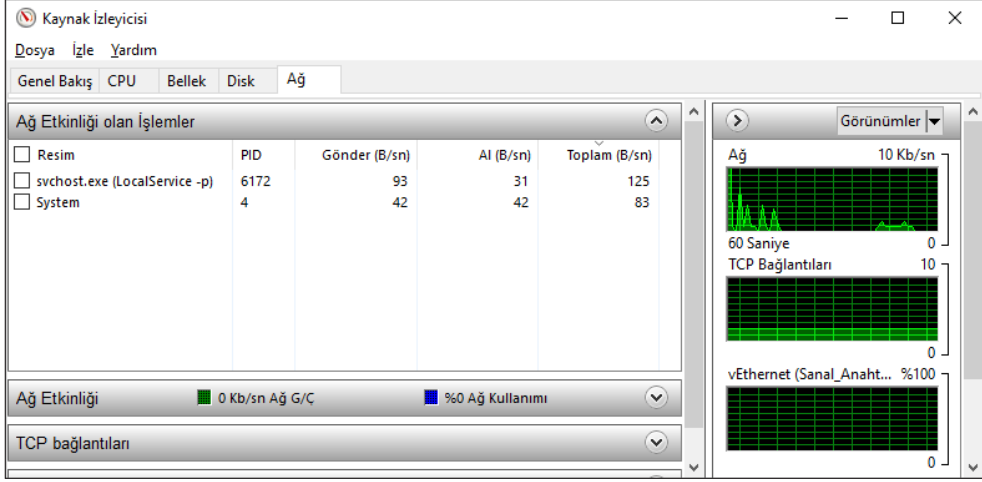 Kaynak İzleyicisi
Dosya İzle Yardım
Genel Bakış CPU Bellek Disk Ağ
Ağ Etkinliği olan İşlemler
Resim PID Gönder (B/sn) Al (B/sn) Toplam (B/sn)
svchost.exe (LocalService -p) 6172 93 31 125
System 4 42 42 83
Ağ Etkinliği 0 Kb/sn Ağ G/Ç %0 Ağ Kullanımı
TCP bağlantıları
Görünümler
Ağ 10 Kb/sn
60 Saniye 0
TCP Bağlantıları 10
0
vEthernet (Sanal_Anaht... %100
0